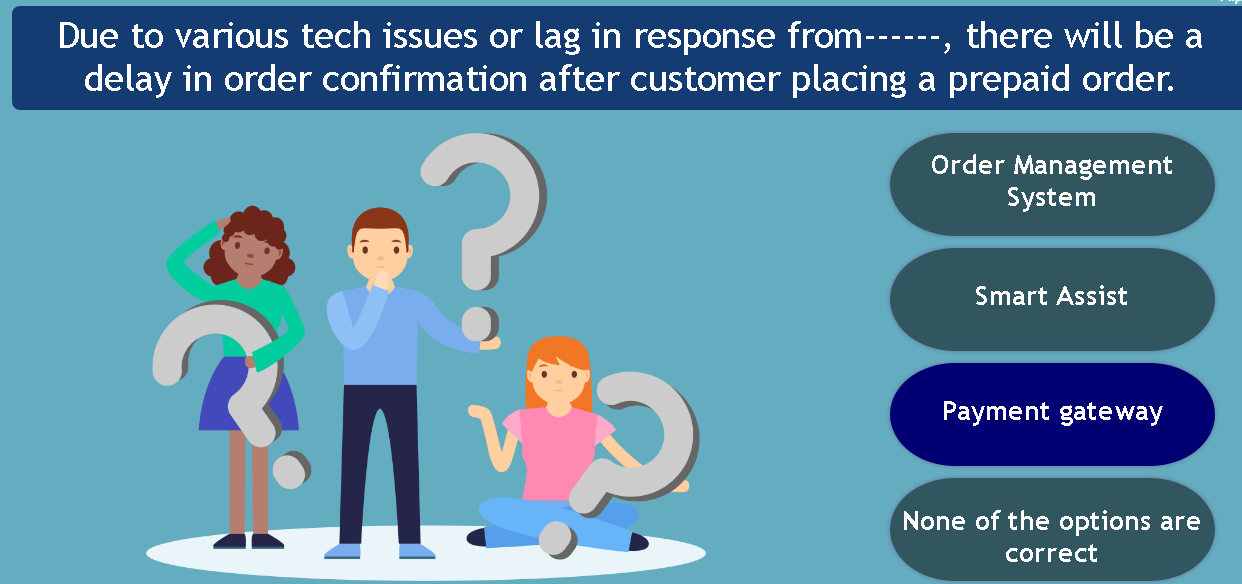 Due to various tech issues or lag in response from------, there will be a
delay in order confirmation after customer placing a prepaid order.
Order Management
System
Smart Assist
Payment gateway
None of the options are
correct